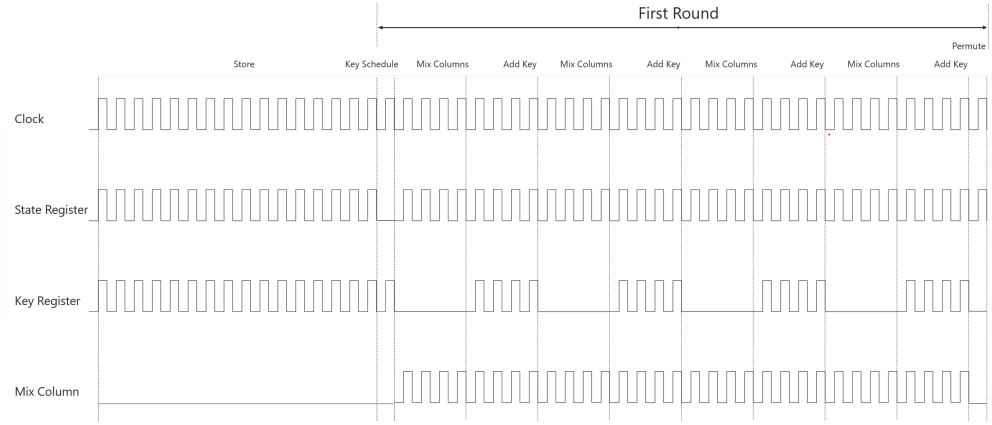 First Round
Permute
Store Key Schedule Mix Columns Add Key Mix Columns Add Key Mix Columns Add Key Mix Columns Add Key
Clock
State Register
Key Register
Mix Column